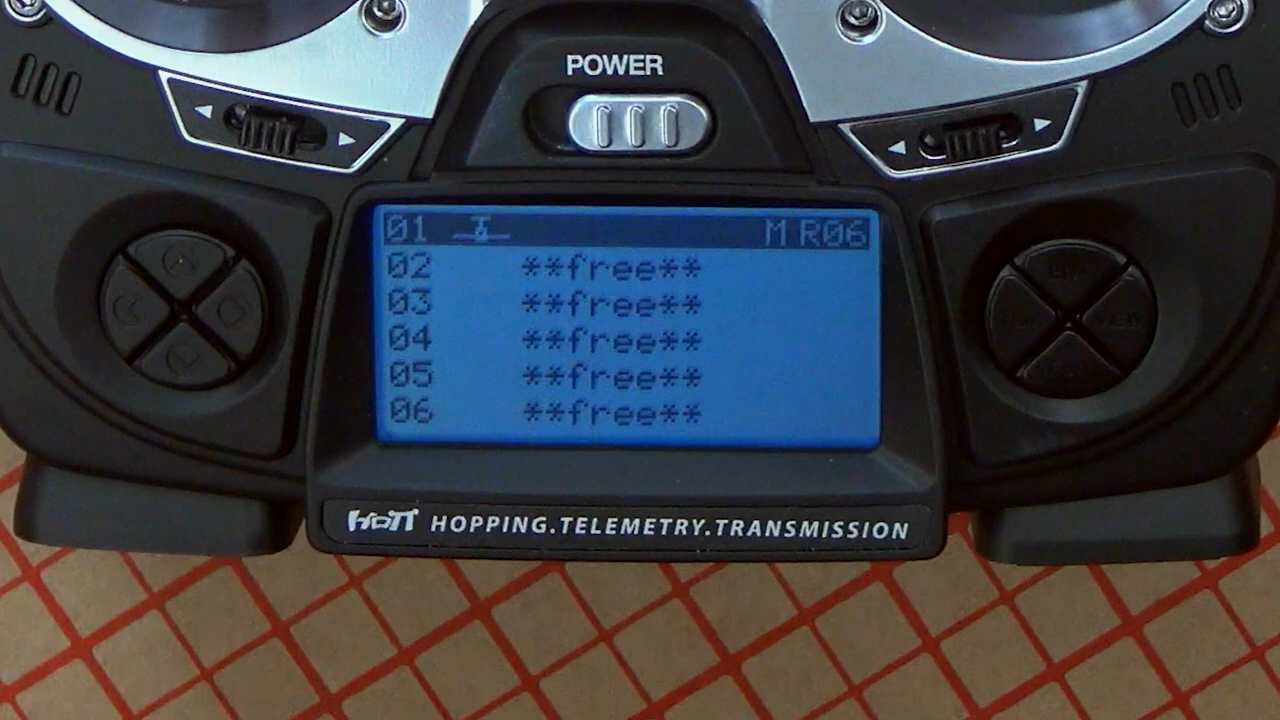 POWER
01 M R06
02 **free**
03 **free**
04 **free**
05 **free**
06 **free**
HoTT HOPPING.TELEMETRY.TRANSMISSION